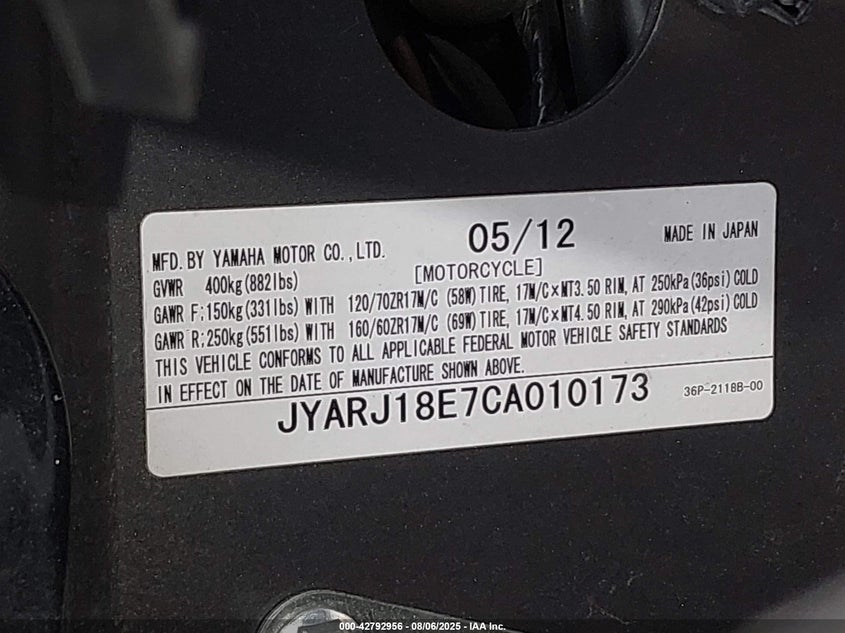 MFD. BY YAMAHA MOTOR CO., LTD. 05/12 MADE IN JAPAN
GVWR 400kg (882lbs) [MOTORCYCLE]
GAWR F;150kg (331lbs) WITH 120/70ZR17M/C (58W) TIRE, 17M/C×MT3.50 RIM, AT 250kPa (36psi) COLD
GAWR R;250kg (551lbs) WITH 160/60ZR17M/C (69W) TIRE, 17M/C×MT4.50 RIM, AT 290kPa (42psi) COLD
THIS VEHICLE CONFORMS TO ALL APPLICABLE FEDERAL MOTOR VEHICLE SAFETY STANDARDS
IN EFFECT ON THE DATE OF MANUFACTURE SHOWN ABOVE.
JYARJ18E7CA010173 36P-2118B-00
000-42792956 - 08/06/2025 - IAA Inc.